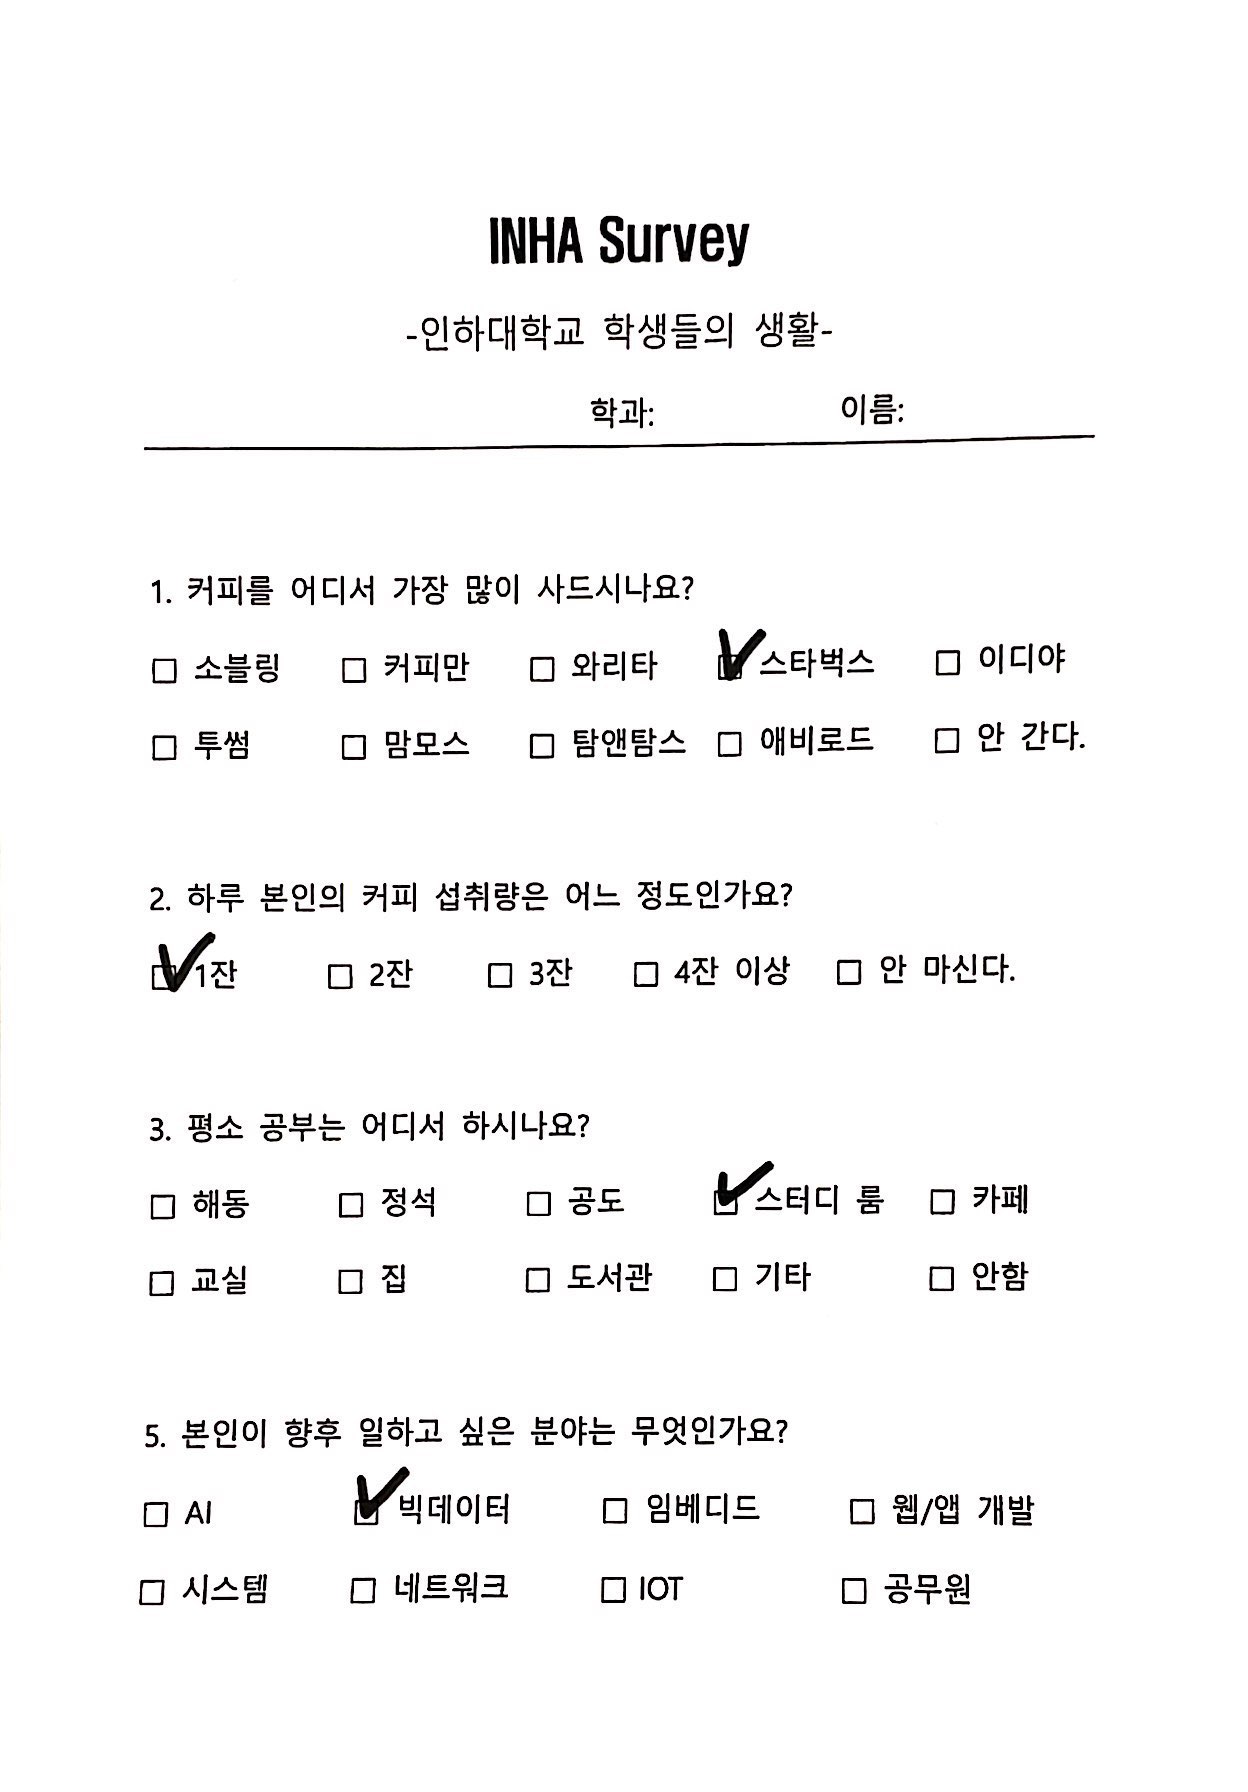 INHA Survey
-인하대학교 학생들의 생활-
학과: 이름:
1. 커피를 어디서 가장 많이 사드시나요?
소블링 커피만 와리타 스타벅스 이디야
투썸 맘모스 탐앤탐스 애비로드 안 간다.
2. 하루 본인의 커피 섭취량은 어느 정도인가요?
1잔 2잔 3잔 4잔 이상 안 마신다.
3. 평소 공부는 어디서 하시나요?
해동 정석 공도 스터디 룸 카페
교실 집 도서관 기타 안함
5. 본인이 향후 일하고 싶은 분야는 무엇인가요?
AI 빅데이터 임베디드 웹/앱 개발
시스템 네트워크 IOT 공무원